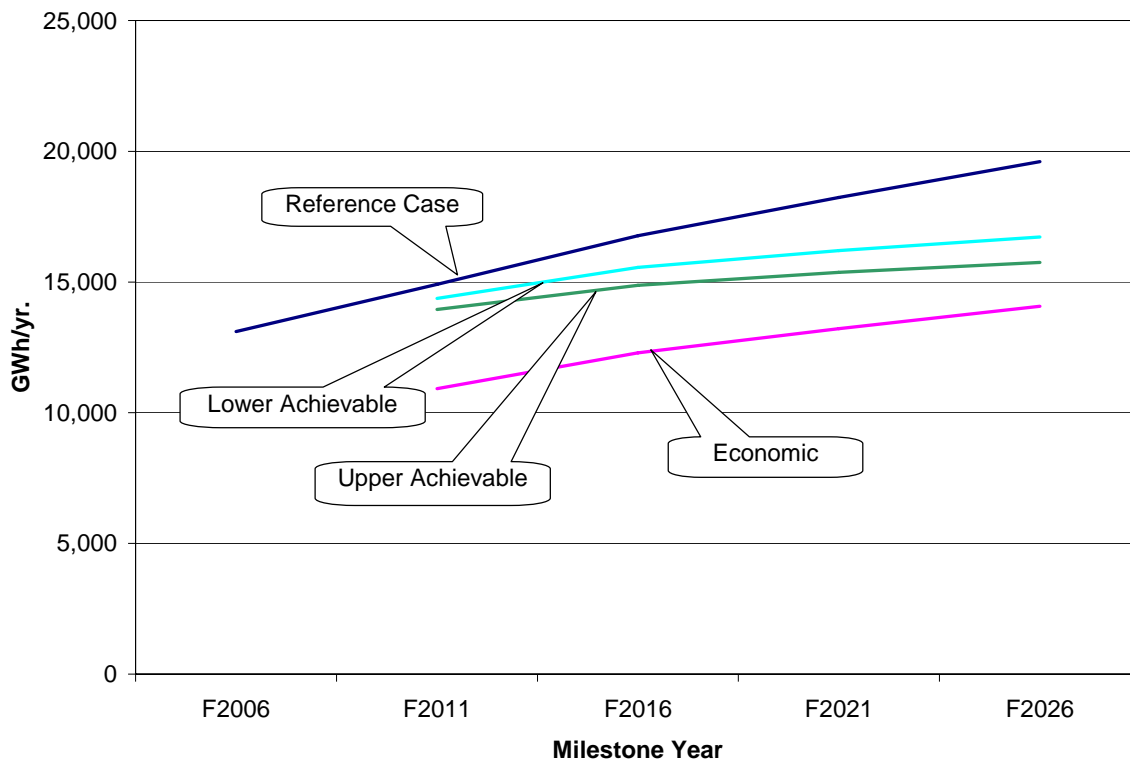 25,000
20,000
15,000
10,000
5,000
0
GWh/yr.
Reference Case
Lower Achievable
Upper Achievable
Economic
F2006 F2011 F2016 F2021 F2026
Milestone Year